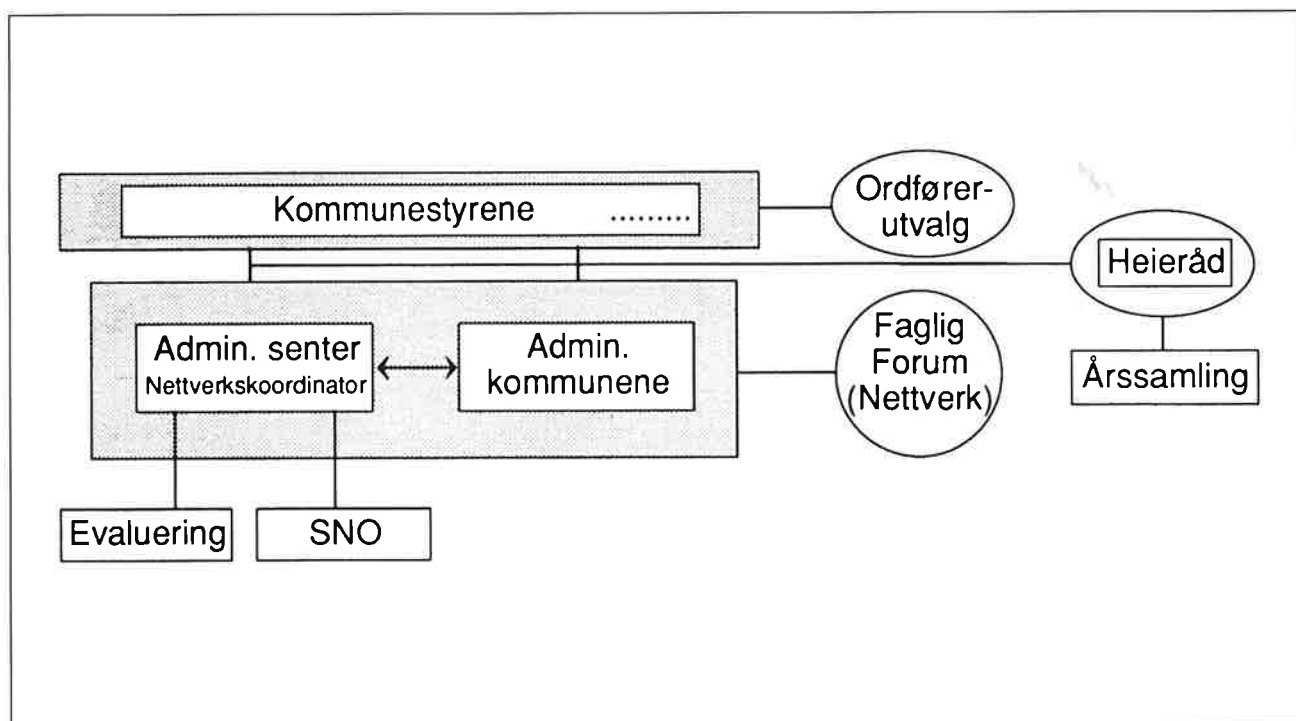 Kommunestyrene .........
Ordfører-
utvalg
Heieråd
Admin. senter
Nettverkskoordinator
Admin.
kommunene
Faglig
Forum
(Nettverk)
Årssamling
Evaluering
SNO